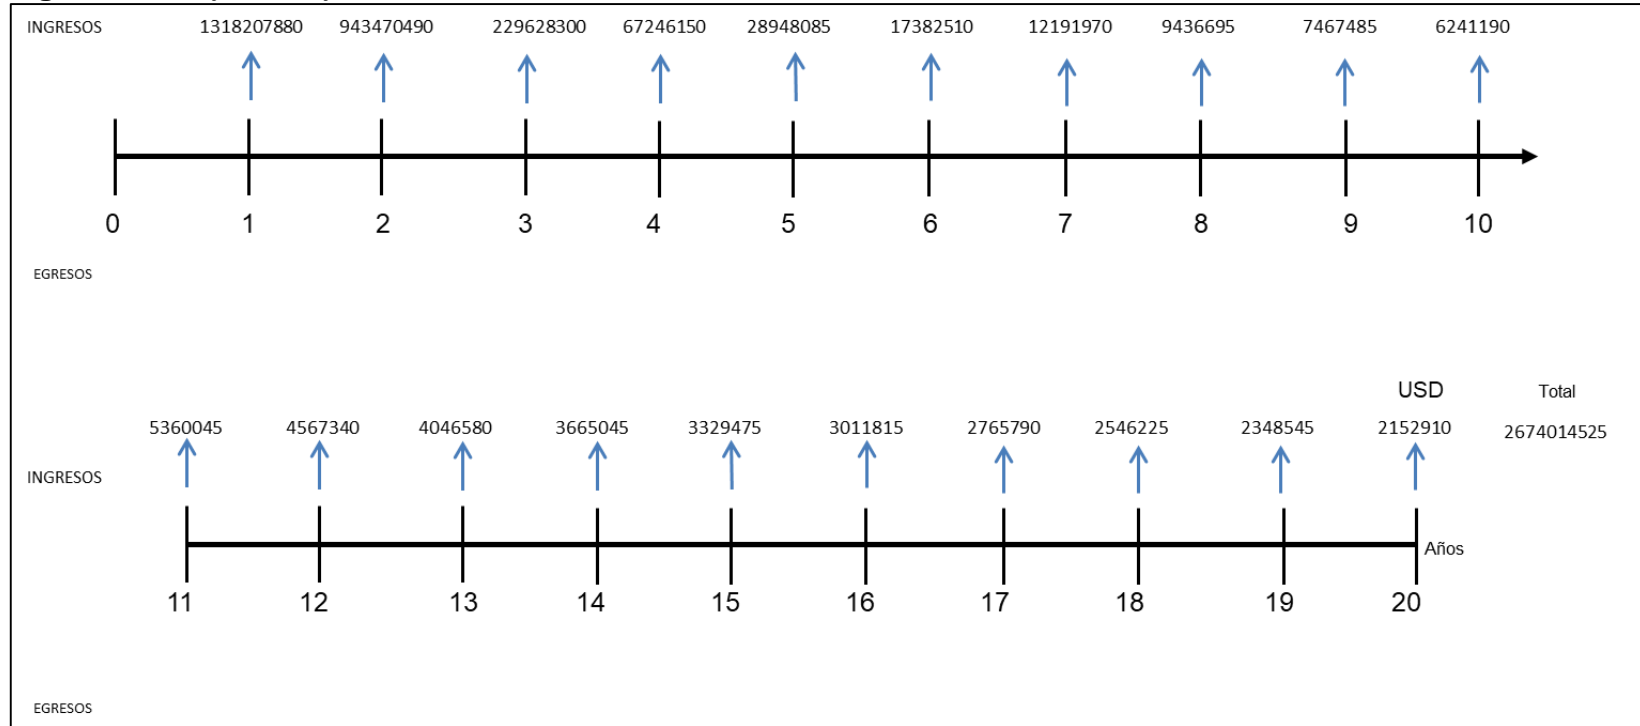 INGRESOS 1318207880 943470490 229628300 67246150 28948085 17382510 12191970 9436695 7467485 6241190
0 1 2 3 4 5 6 7 8 9 10
EGRESOS
USD Total
5360045 4567340 4046580 3665045 3329475 3011815 2765790 2546225 2348545 2152910 2674014525
INGRESOS
Años
11 12 13 14 15 16 17 18 19 20
EGRESOS